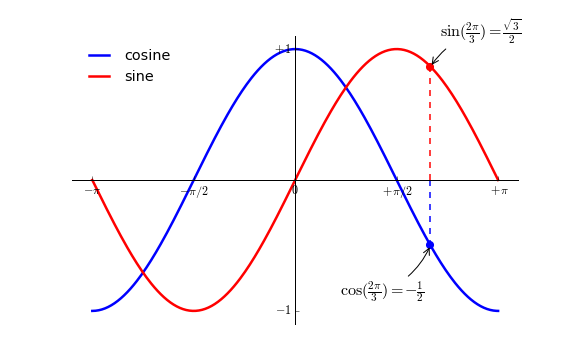 sin(2π/3)=√3/2
+1
cosine
sine
−π
−π/2
0
+π/2
+π
cos(2π/3)=−1/2
−1